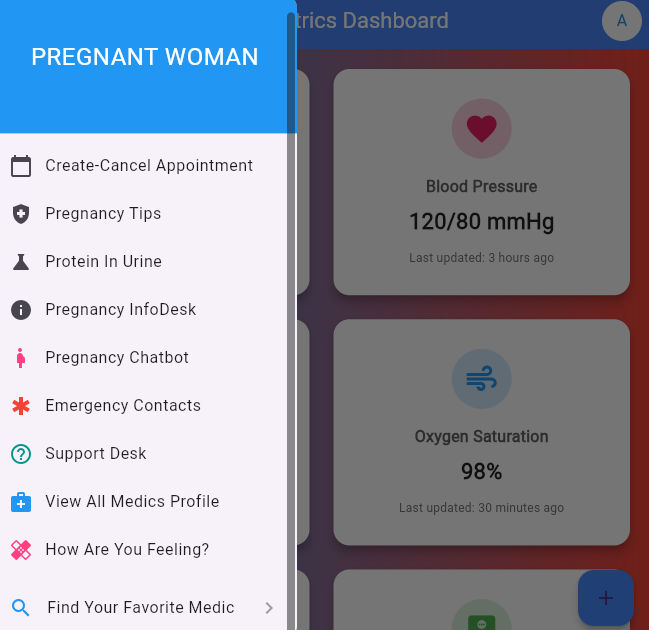 PREGNANT WOMAN
Create-Cancel Appointment
Pregnancy Tips
Protein In Urine
Pregnancy InfoDesk
Pregnancy Chatbot
Emergency Contacts
Support Desk
View All Medics Profile
How Are You Feeling?
Find Your Favorite Medic
trics Dashboard
A
Blood Pressure
120/80 mmHg
Last updated: 3 hours ago
Oxygen Saturation
98%
Last updated: 30 minutes ago